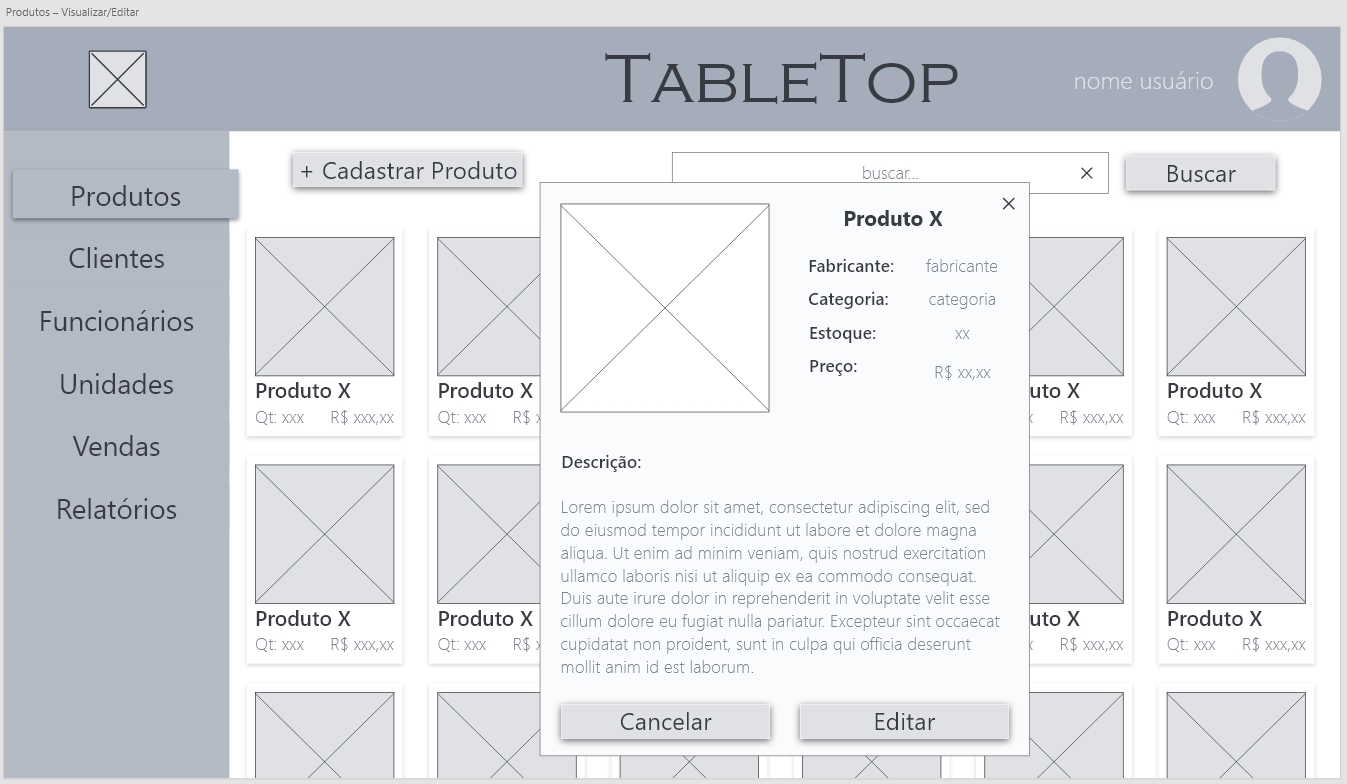 Produtos – Visualizar/Editar
TableTop
nome usuário
+ Cadastrar Produto
buscar...
Buscar
Produtos
Clientes
Funcionários
Unidades
Vendas
Relatórios
Produto X
Fabricante: fabricante
Categoria: categoria
Estoque: xx
Preço: R$ xx,xx
Descrição:
Lorem ipsum dolor sit amet, consectetur adipiscing elit, sed
do eiusmod tempor incididunt ut labore et dolore magna
aliqua. Ut enim ad minim veniam, quis nostrud exercitation
ullamco laboris nisi ut aliquip ex ea commodo consequat.
Duis aute irure dolor in reprehenderit in voluptate velit esse
cillum dolore eu fugiat nulla pariatur. Excepteur sint occaecat
cupidatat non proident, sunt in culpa qui officia deserunt
mollit anim id est laborum.
Cancelar
Editar
Produto X
Qt: xxx R$ xxx,xx
Produto X
Qt: xxx R$ x
uto X
R$ xxx,xx
Produto X
Qt: xxx R$ xxx,xx
Produto X
Qt: xxx R$ xxx,xx
Produto X
Qt: xxx R$ x
uto X
R$ xxx,xx
Produto X
Qt: xxx R$ xxx,xx